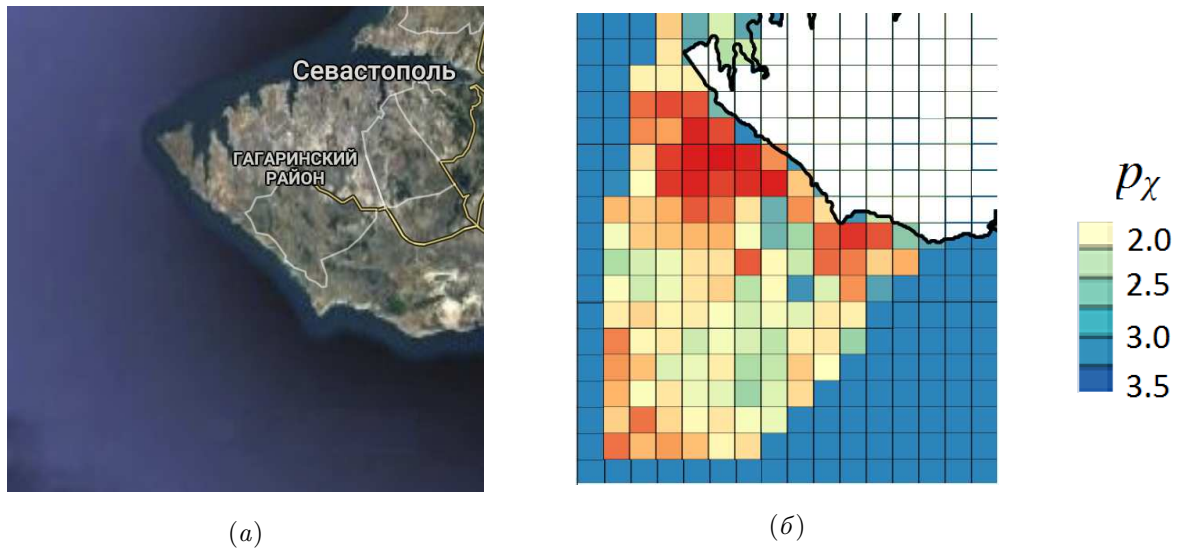 Севастополь
ГАГАРИНСКИЙ
РАЙОН
pχ
2.0
2.5
3.0
3.5
(а)
(б)